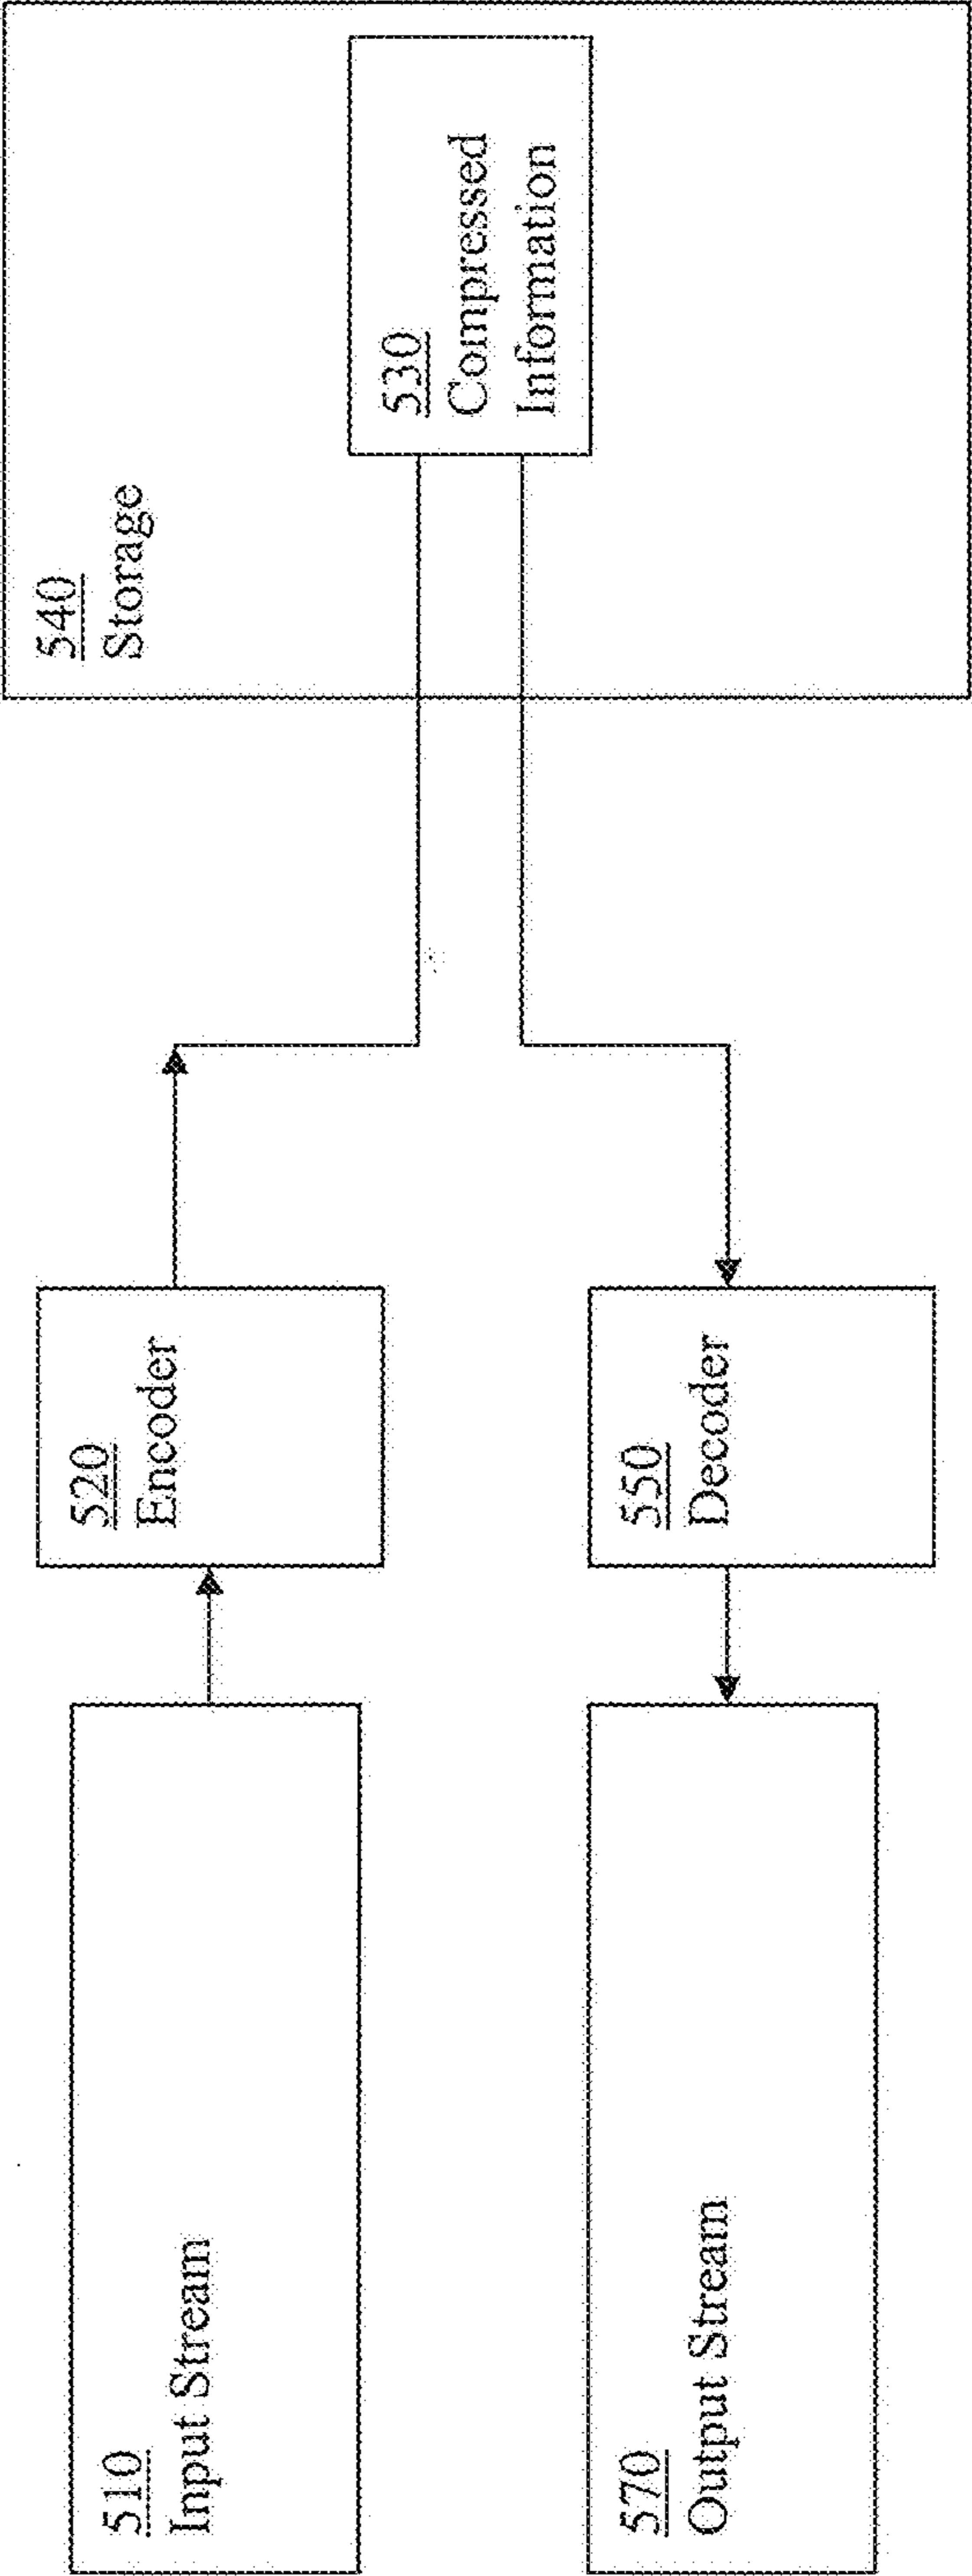 510
Input Stream
520
Encoder
540
Storage
530
Compressed
Information
550
Decoder
570
Output Stream